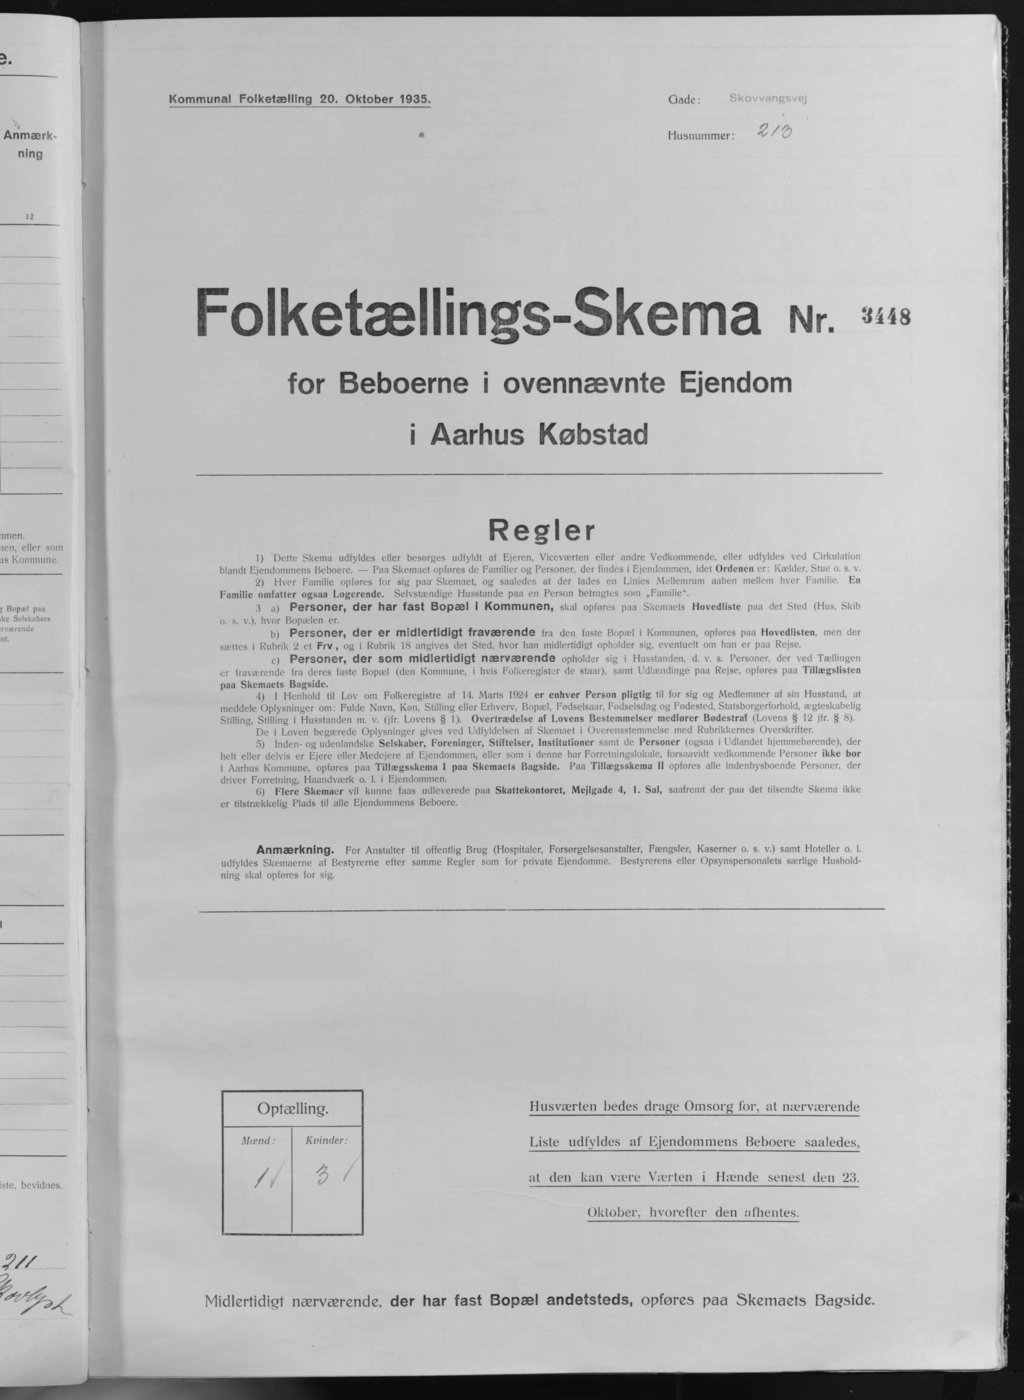 e.
Anmærk-
ning
12
mmen.
men, eller som
us Kommune.
g Bopæl paa
ske Selskabers
erværende
nt.
iste, bevidnes.
211
Kommunal Folketælling 20. Oktober 1935.
Gade: Skovvangsvej
Husnummer: 213
Folketællings-Skema Nr. 3448
for Beboerne i ovennævnte Ejendom
i Aarhus Købstad
Regler
1) Dette Skema udfyldes eller besørges udfyldt af Ejeren, Viceværten eller andre Vedkommende, eller udfyldes ved Cirkulation
blandt Ejendommens Beboere. — Paa Skemaet opføres de Familier og Personer, der findes i Ejendommen, idet Ordenen er: Kælder, Stue o. s. v.
2) Hver Familie opføres for sig paa Skemaet, og saaledes at der lades en Linies Mellemrum aaben mellem hver Familie. En
Familie omfatter ogsaa Logerende. Selvstændige Husstande paa en Person betragtes som „Familie“.
3 a) Personer, der har fast Bopæl i Kommunen, skal opføres paa Skemaets Hovedliste paa det Sted (Hus, Skib
o. s. v.), hvor Bopælen er.
b) Personer, der er midlertidigt fraværende fra den faste Bopæl i Kommunen, opføres paa Hovedlisten, men der
sættes i Rubrik 2 et Frv., og i Rubrik 18 angives det Sted, hvor han midlertidigt opholder sig, eventuelt om han er paa Rejse.
c) Personer, der som midlertidigt nærværende opholder sig i Husstanden, d. v. s. Personer, der ved Tællingen
er fraværende fra deres faste Bopæl (den Kommune, i hvis Folkeregister de staar), samt Udlændinge paa Rejse, opføres paa Tillægslisten
paa Skemaets Bagside.
4) I Henhold til Lov om Folkeregistre af 14. Marts 1924 er enhver Person pligtig til for sig og Medlemmer af sin Husstand, at
meddele Oplysninger om: Fulde Navn, Køn, Stilling eller Erhverv, Bopæl, Fødselsaar, Fødselsdag og Fødested, Statsborgerforhold, ægteskabelig
Stilling, Stilling i Husstanden m. v. (jfr. Lovens § 1). Overtrædelse af Lovens Bestemmelser medfører Bødestraf (Lovens § 12 jfr. § 8).
De i Loven begærede Oplysninger gives ved Udfyldelsen af Skemaet i Overensstemmelse med Rubrikkernes Overskrifter.
5) Inden- og udenlandske Selskaber, Foreninger, Stiftelser, Institutioner samt de Personer (ogsaa i Udlandet hjemmehørende), der
helt eller delvis er Ejere eller Medejere af Ejendommen, eller som i denne har Forretningslokale, forsaavidt vedkommende Personer ikke bor
i Aarhus Kommune, opføres paa Tillægsskema I paa Skemaets Bagside. Paa Tillægsskema II opføres alle indenbysboende Personer, der
driver Forretning, Haandværk o. l. i Ejendommen.
6) Flere Skemaer vil kunne faas udleverede paa Skattekontoret, Mejlgade 4, 1. Sal, saafremt der paa det tilsendte Skema ikke
er tilstrækkelig Plads til alle Ejendommens Beboere.
Anmærkning. For Anstalter til offentlig Brug (Hospitaler, Forsørgelsesanstalter, Fængsler, Kaserner o. s. v.) samt Hoteller o. l.
udfyldes Skemaerne af Bestyrerne efter samme Regler som for private Ejendomme. Bestyrerens eller Opsynspersonalets særlige Hushold-
ning skal opføres for sig.
Optælling.
Mænd: Kvinder:
1 3
Husværten bedes drage Omsorg for, at nærværende
Liste udfyldes af Ejendommens Beboere saaledes,
at den kan være Værten i Hænde senest den 23.
Oktober, hvorefter den afhentes.
Midlertidigt nærværende, der har fast Bopæl andetsteds, opføres paa Skemaets Bagside.